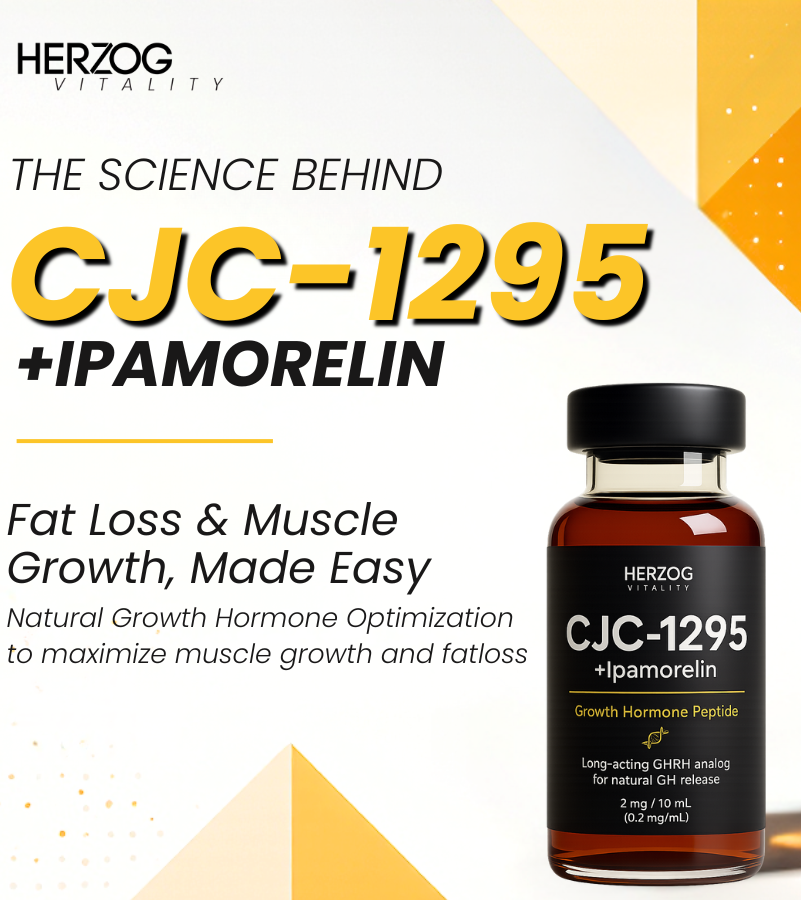 HERZOG
VITALITY
THE SCIENCE BEHIND
CJC-1295
+IPAMORELIN
Fat Loss & Muscle
Growth, Made Easy
Natural Growth Hormone Optimization
to maximize muscle growth and fatloss
HERZOG
VITALITY
CJC-1295
+Ipamorelin
Growth Hormone Peptide
Long-acting GHRH analog
for natural GH release
2 mg / 10 mL
(0.2 mg/mL)